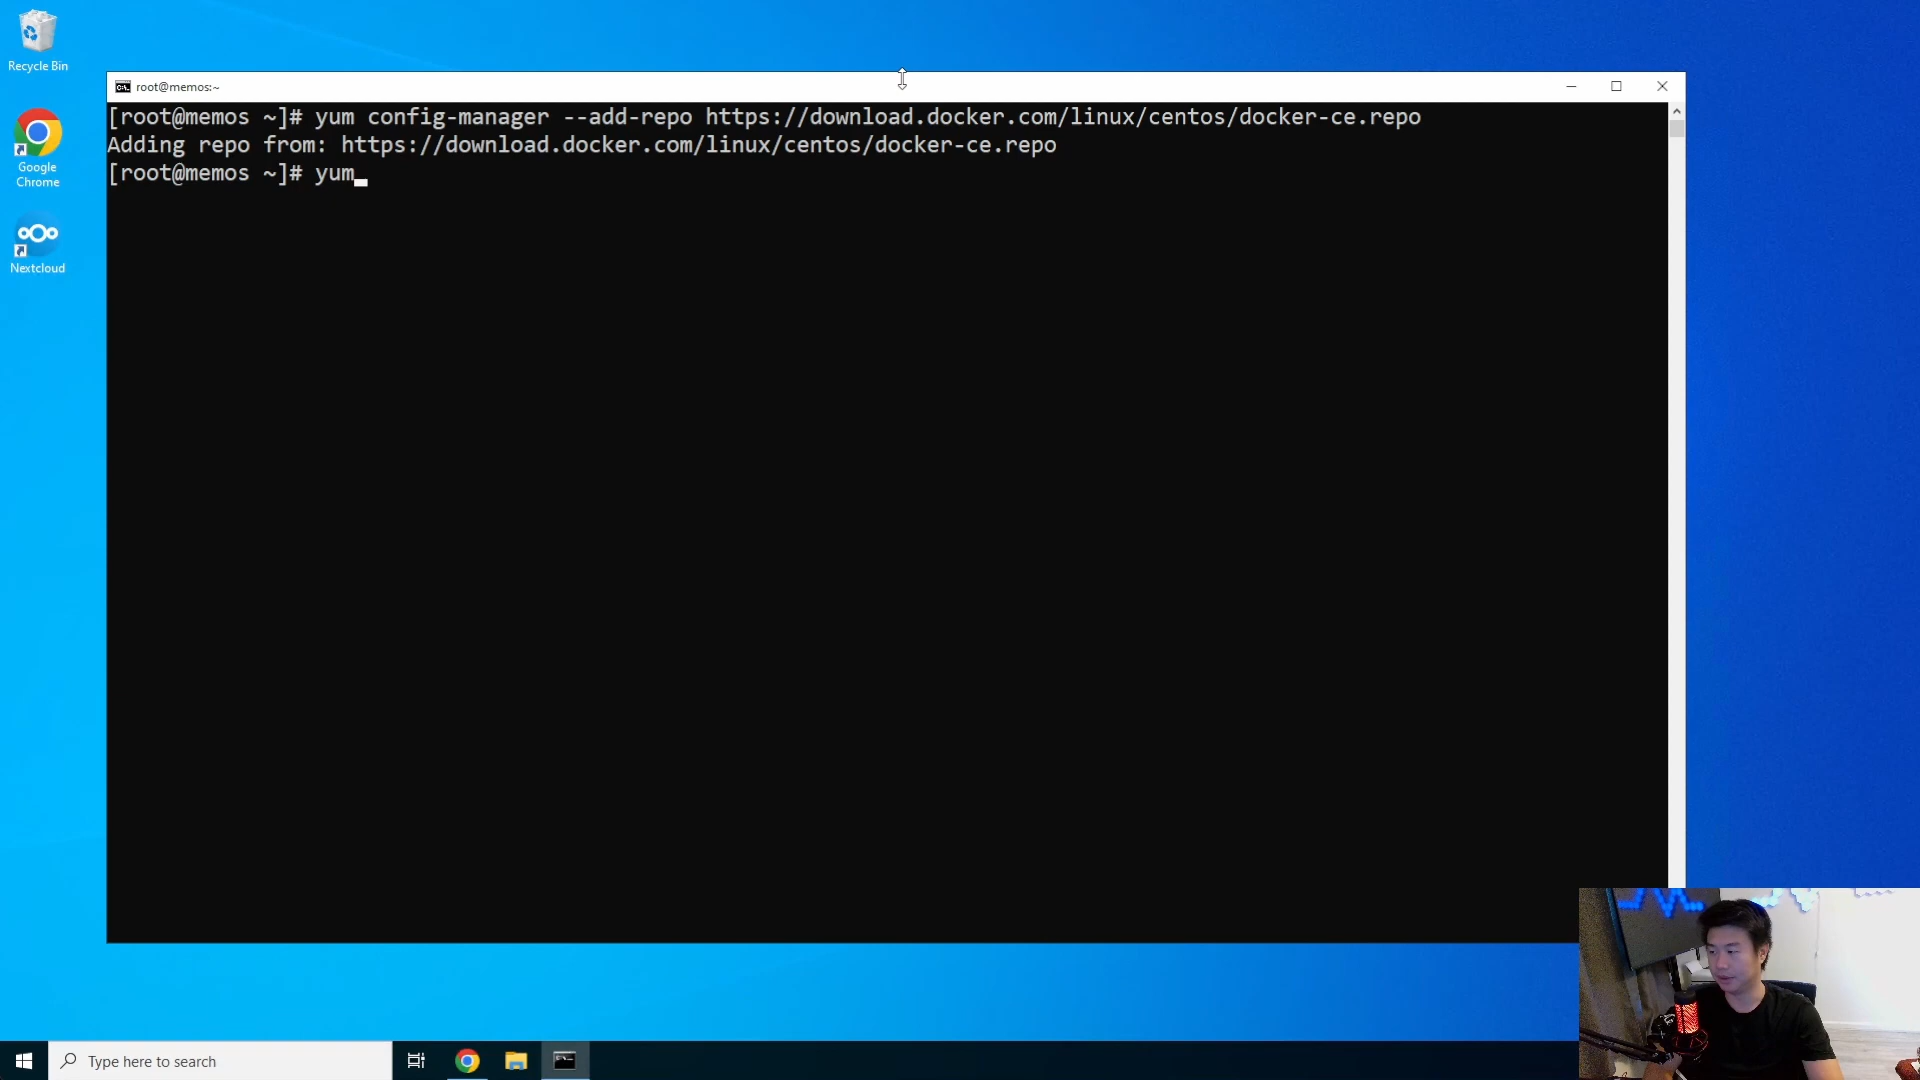 Recycle Bin
Google
Chrome
Nextcloud
root@memos:~
[root@memos ~]# yum config-manager --add-repo https://download.docker.com/linux/centos/docker-ce.repo
Adding repo from: https://download.docker.com/linux/centos/docker-ce.repo
[root@memos ~]# yum
Type here to search